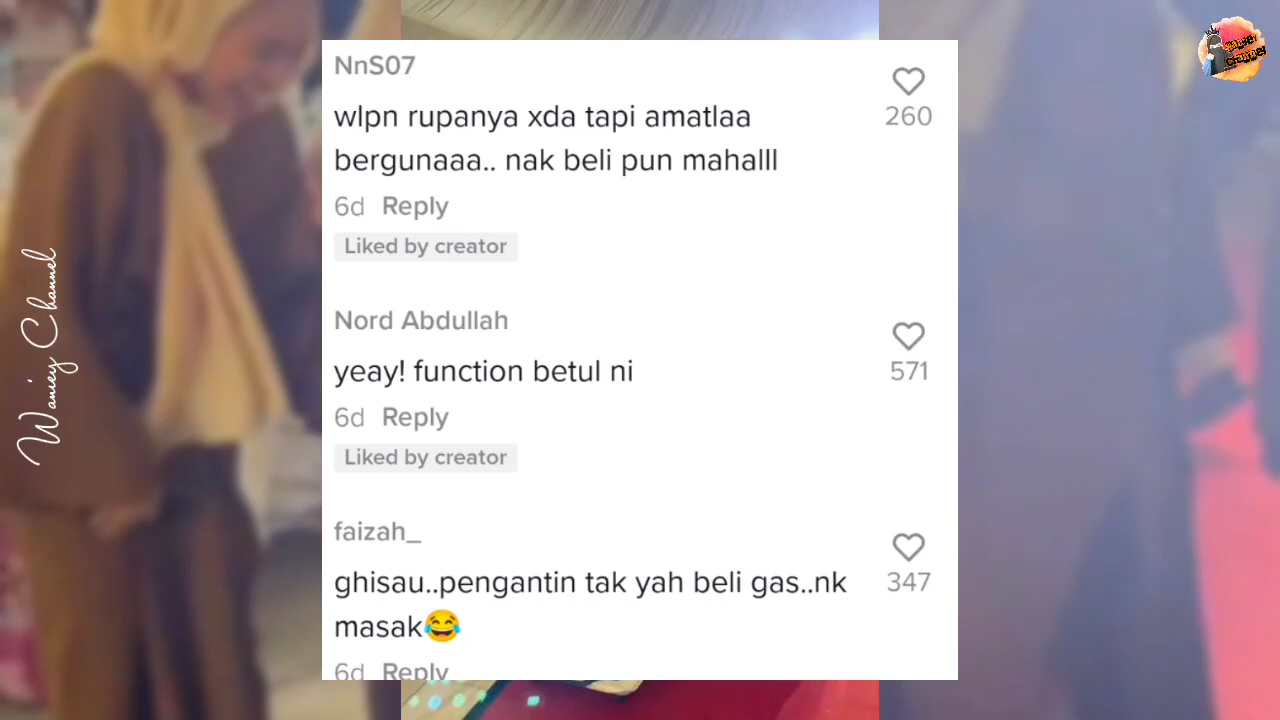 NnS07
260
wlpn rupanya xda tapi amatlaa
bergunaaa.. nak beli pun mahalll
6d Reply
Liked by creator
Nord Abdullah
571
yeay! function betul ni
6d Reply
Liked by creator
faizah_
347
ghisau..pengantin tak yah beli gas..nk
masak😂
6d Reply
Waniey Channel